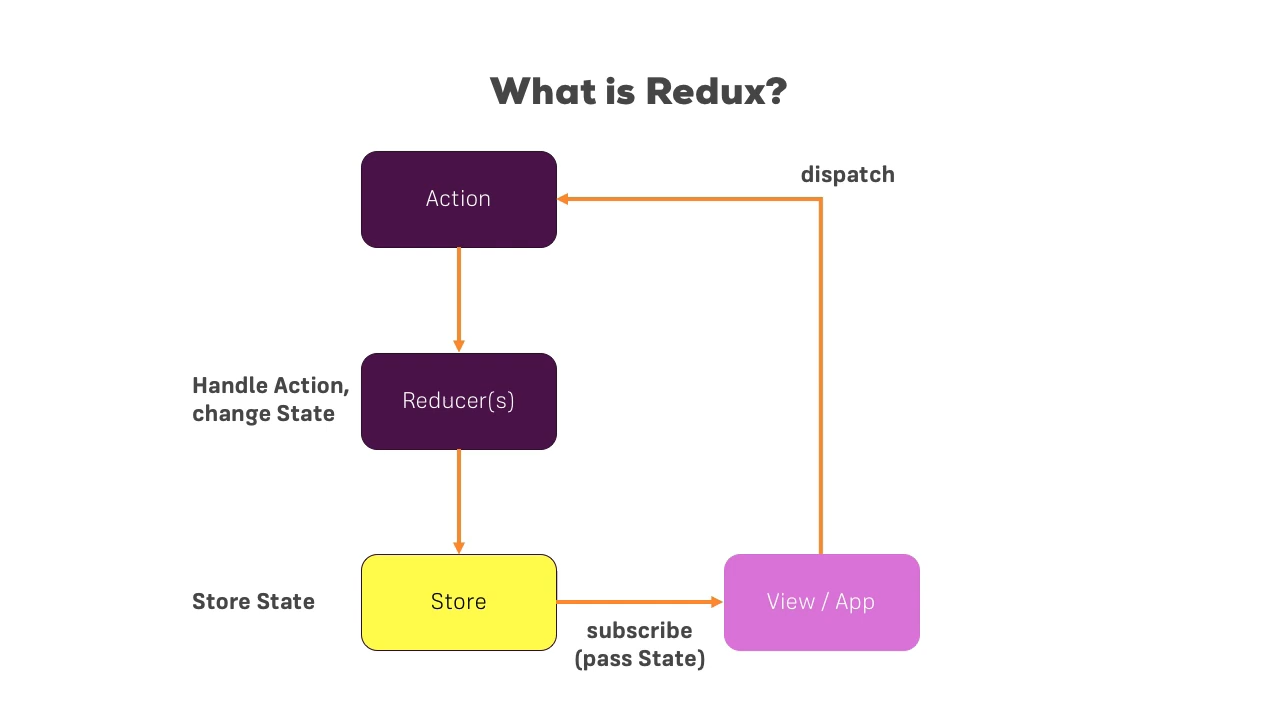 What is Redux?
dispatch
Action
Handle Action,
change State
Reducer(s)
Store State
Store
View / App
subscribe
(pass State)